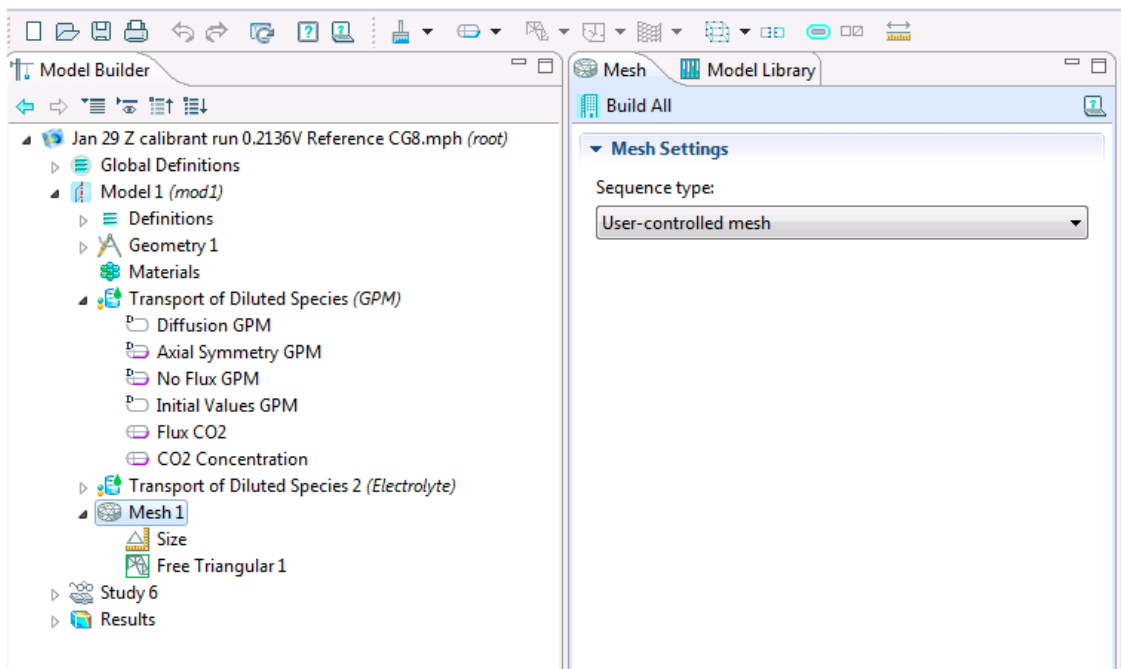 Model Builder
Mesh
Model Library
Build All
Jan 29 Z calibrant run 0.2136V Reference CG8.mph (root)
Global Definitions
Model 1 (mod1)
Definitions
Geometry 1
Materials
Transport of Diluted Species (GPM)
D
Diffusion GPM
D
Axial Symmetry GPM
D
No Flux GPM
D
Initial Values GPM
Flux CO2
CO2 Concentration
Transport of Diluted Species 2 (Electrolyte)
Mesh 1
Size
Free Triangular 1
Study 6
Results
Mesh Settings
Sequence type:
User-controlled mesh